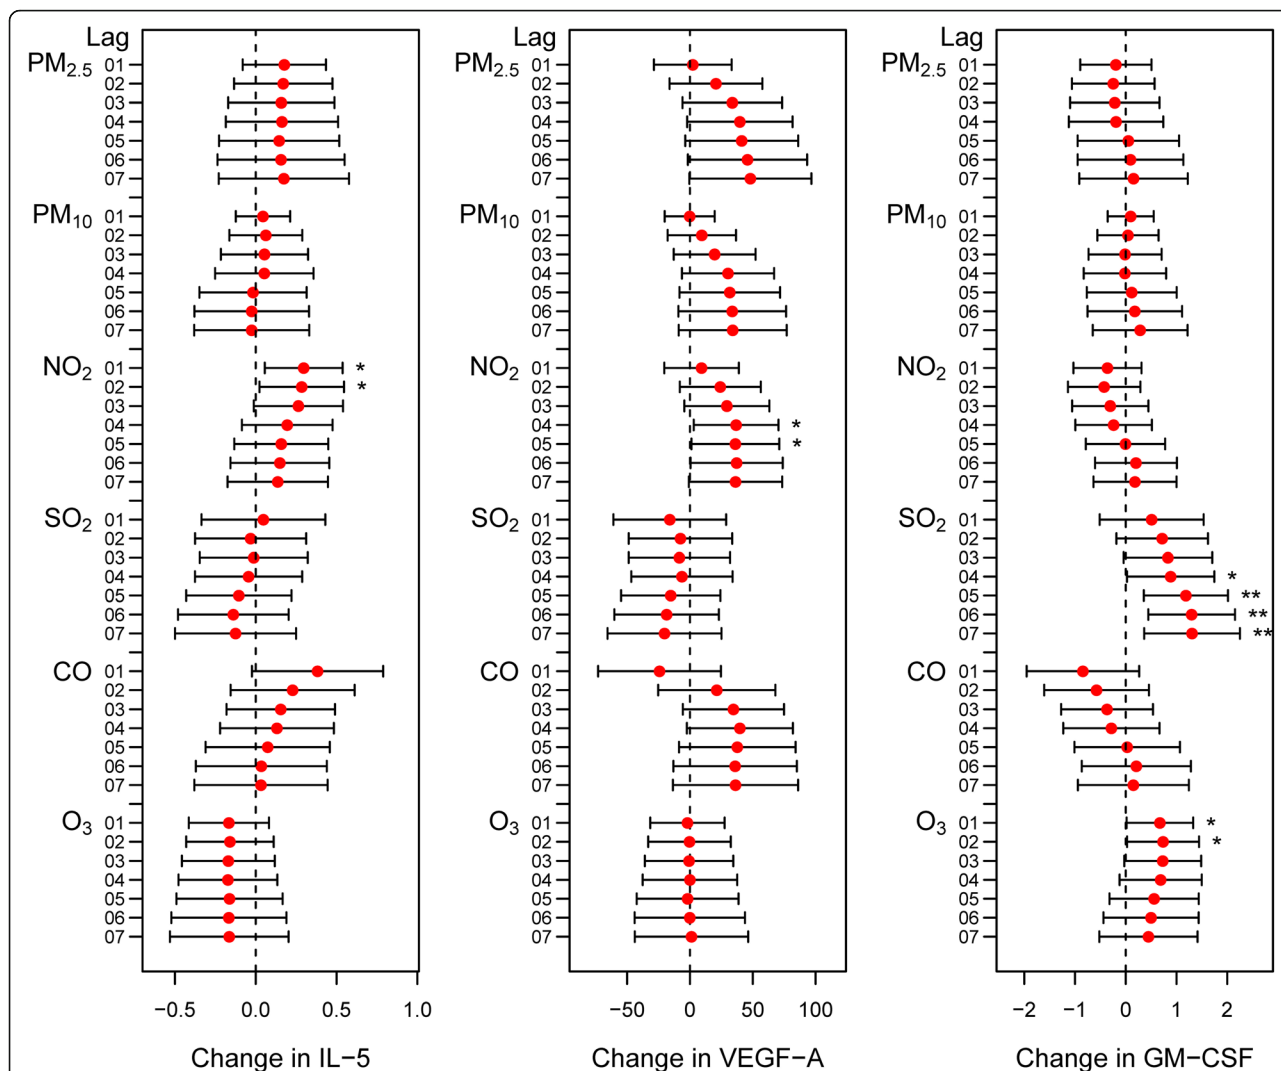 Lag Lag Lag
PM2.5 01 PM2.5 01 PM2.5 01
02 02 02
03 03 03
04 04 04
05 05 05
06 06 06
07 07 07
PM10 01 PM10 01 PM10 01
02 02 02
03 03 03
04 04 04
05 05 05
06 06 06
07 07 07
NO2 01 * NO2 01 NO2 01
02 * 02 02
03 03 03
04 04 * 04
05 05 * 05
06 06 06
07 07 07
SO2 01 SO2 01 SO2 01
02 02 02
03 03 03
04 04 04 *
05 05 05 **
06 06 06 **
07 07 07 **
CO 01 CO 01 CO 01
02 02 02
03 03 03
04 04 04
05 05 05
06 06 06
07 07 07
O3 01 O3 01 O3 01 *
02 02 02 *
03 03 03
04 04 04
05 05 05
06 06 06
07 07 07
−0.5 0.0 0.5 1.0 −50 0 50 100 −2 −1 0 1 2
Change in IL−5 Change in VEGF−A Change in GM−CSF